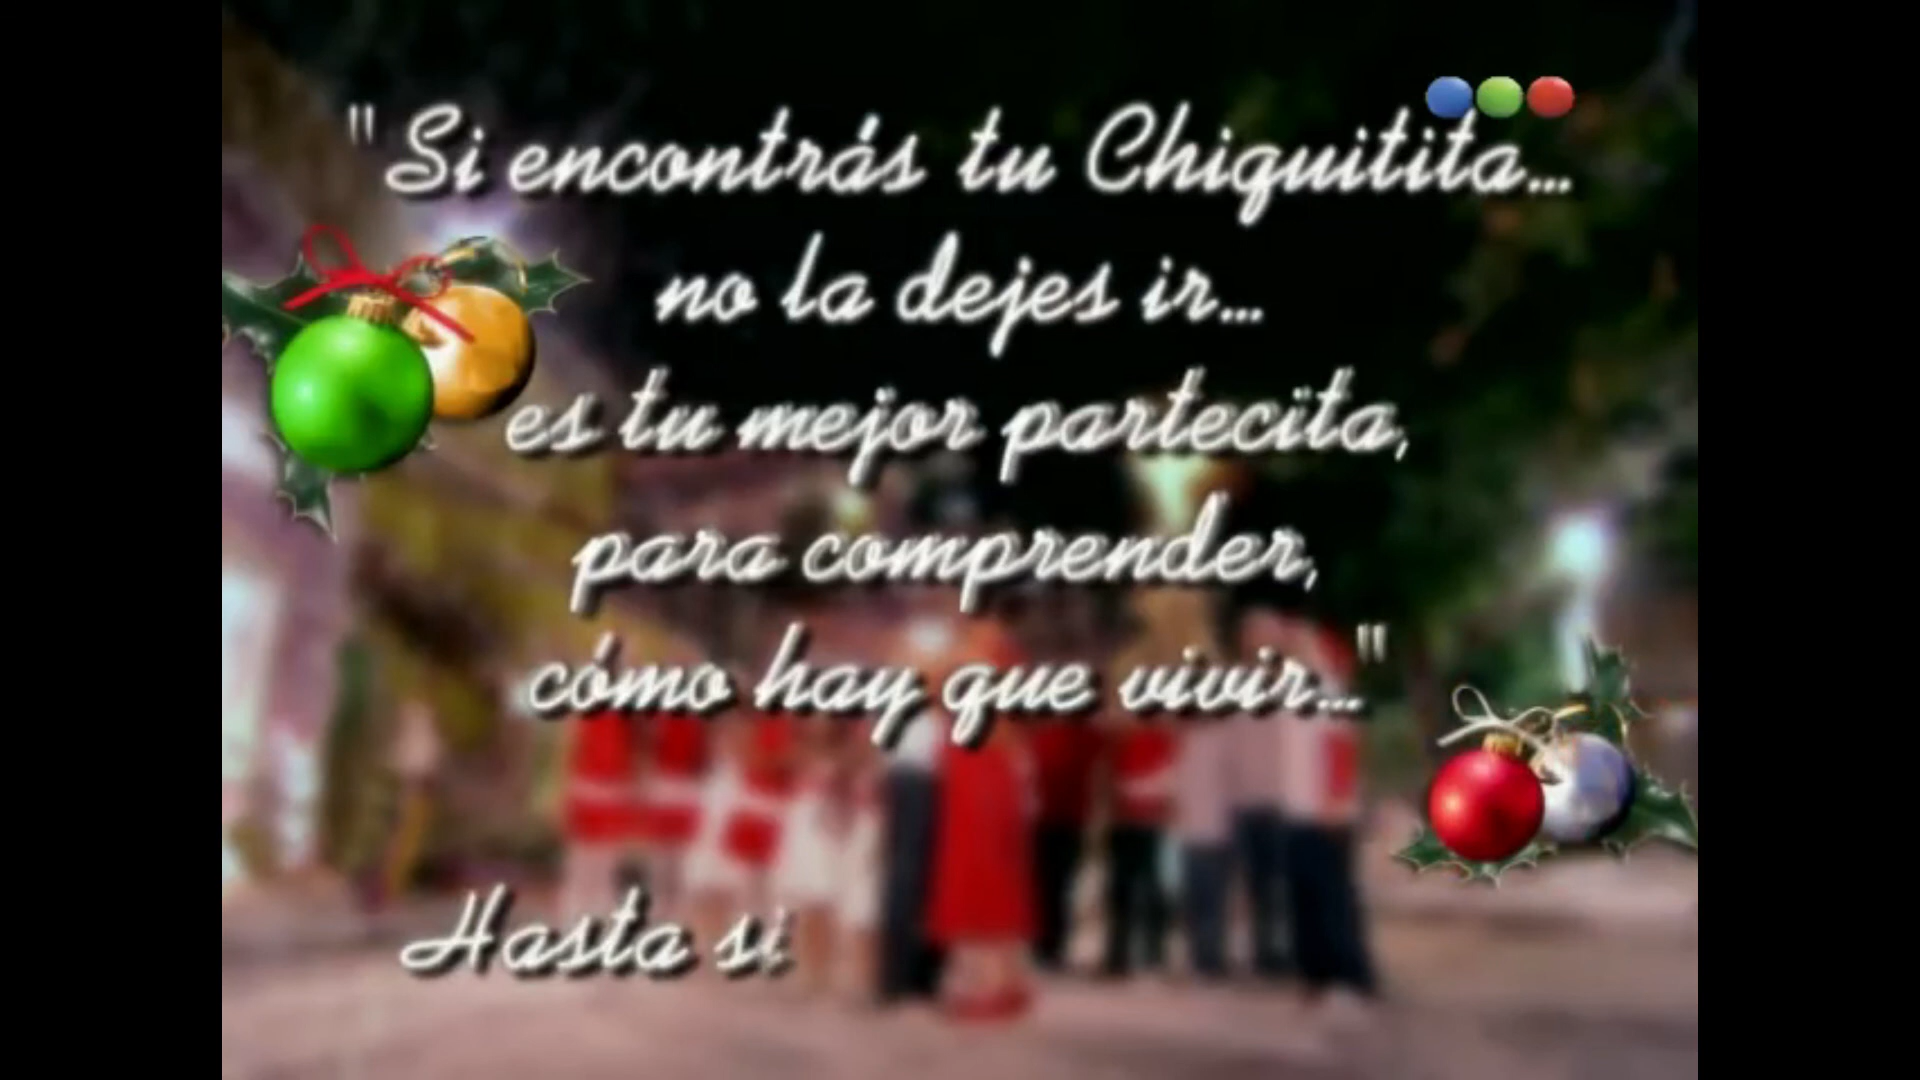 "Si encontrás tu Chiquitita...
no la dejes ir...
es tu mejor partecita,
para comprender,
cómo hay que vivir..."
Hasta si